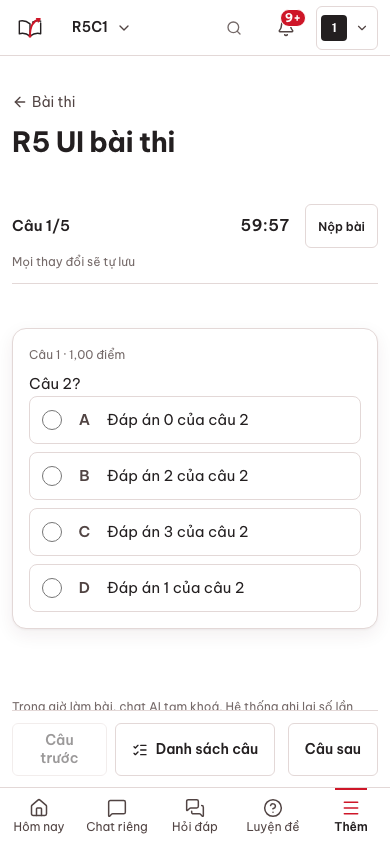 R5C1
9+
1
Bài thi
R5 UI bài thi
Câu 1/5
59:57
Nộp bài
Mọi thay đổi sẽ tự lưu
Câu 1 · 1,00 điểm
Câu 2?
A Đáp án 0 của câu 2
B Đáp án 2 của câu 2
C Đáp án 3 của câu 2
D Đáp án 1 của câu 2
Trong giờ làm bài, chat AI tạm khoá. Hệ thống ghi lại số lần
Câu trước
Danh sách câu
Câu sau
Hôm nay
Chat riêng
Hỏi đáp
Luyện đề
Thêm